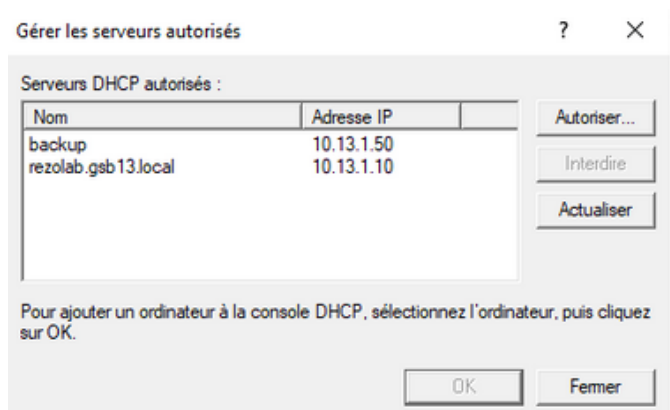 Gérer les serveurs autorisés ?
Serveurs DHCP autorisés :
Nom Adresse IP
backup 10.13.1.50
rezolab.gsb13.local 10.13.1.10
Autoriser...
Interdire
Actualiser
Pour ajouter un ordinateur à la console DHCP, sélectionnez l'ordinateur, puis cliquez
sur OK.
OK Fermer